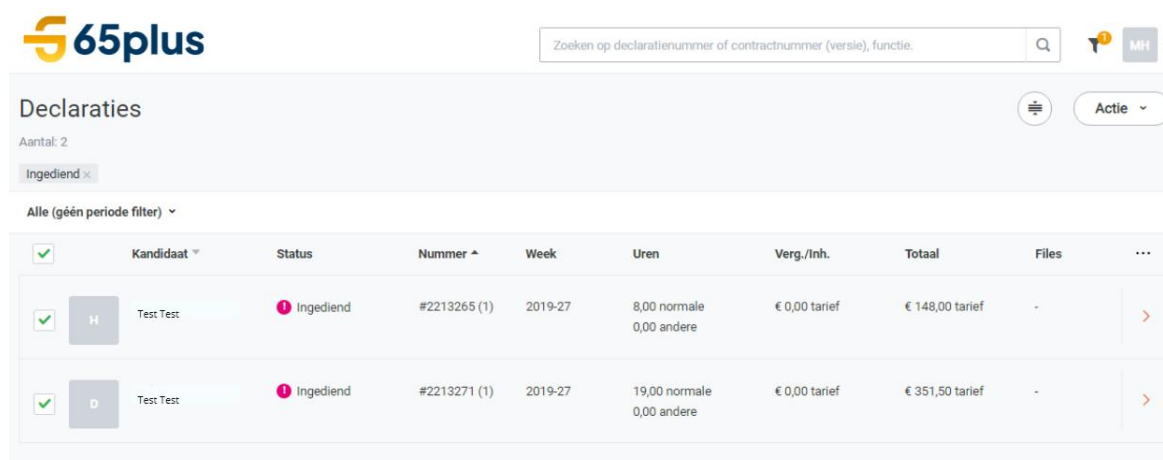 65plus
Zoeken op declaratienummer of contractnummer (versie), functie.
1
MH
Declaraties
Actie
Aantal: 2
Ingediend ×
Alle (géén periode filter)
Kandidaat Status Nummer Week Uren Verg./Inh. Totaal Files ...
H Test Test ! Ingediend #2213265 (1) 2019-27 8,00 normale € 0,00 tarief € 148,00 tarief -
0,00 andere
D Test Test ! Ingediend #2213271 (1) 2019-27 19,00 normale € 0,00 tarief € 351,50 tarief -
0,00 andere